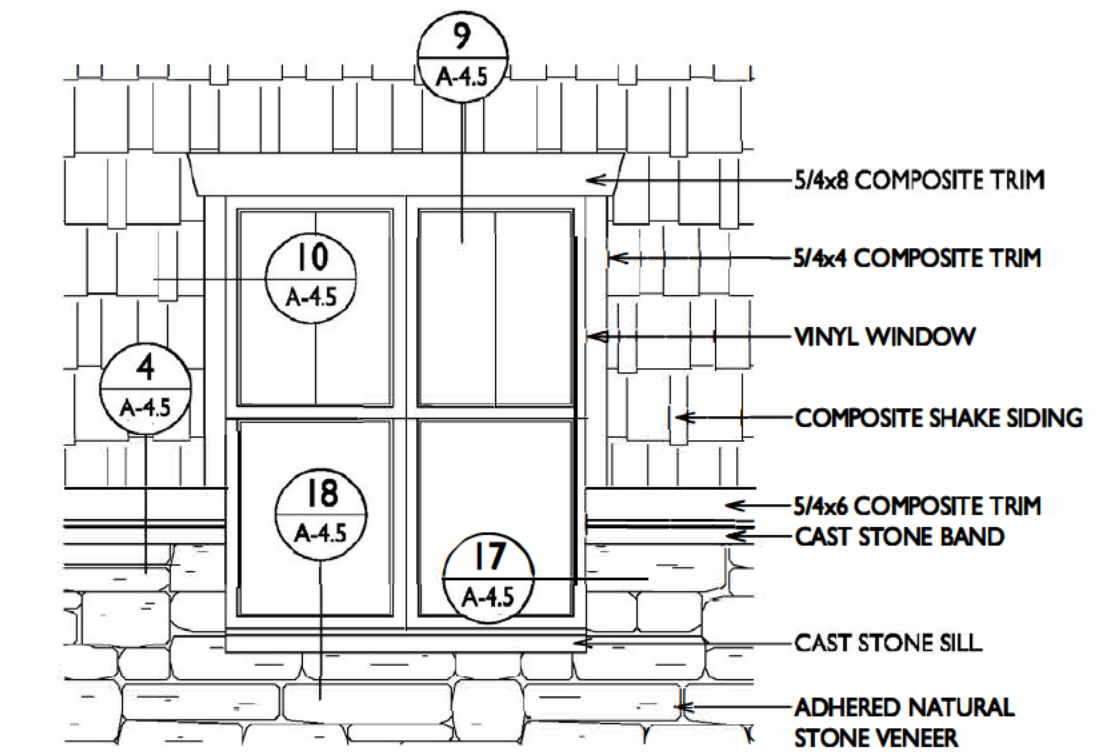 9
A-4.5
5/4x8 COMPOSITE TRIM
10
A-4.5
5/4x4 COMPOSITE TRIM
VINYL WINDOW
4
A-4.5
COMPOSITE SHAKE SIDING
18
A-4.5
5/4x6 COMPOSITE TRIM
CAST STONE BAND
17
A-4.5
CAST STONE SILL
ADHERED NATURAL
STONE VENEER